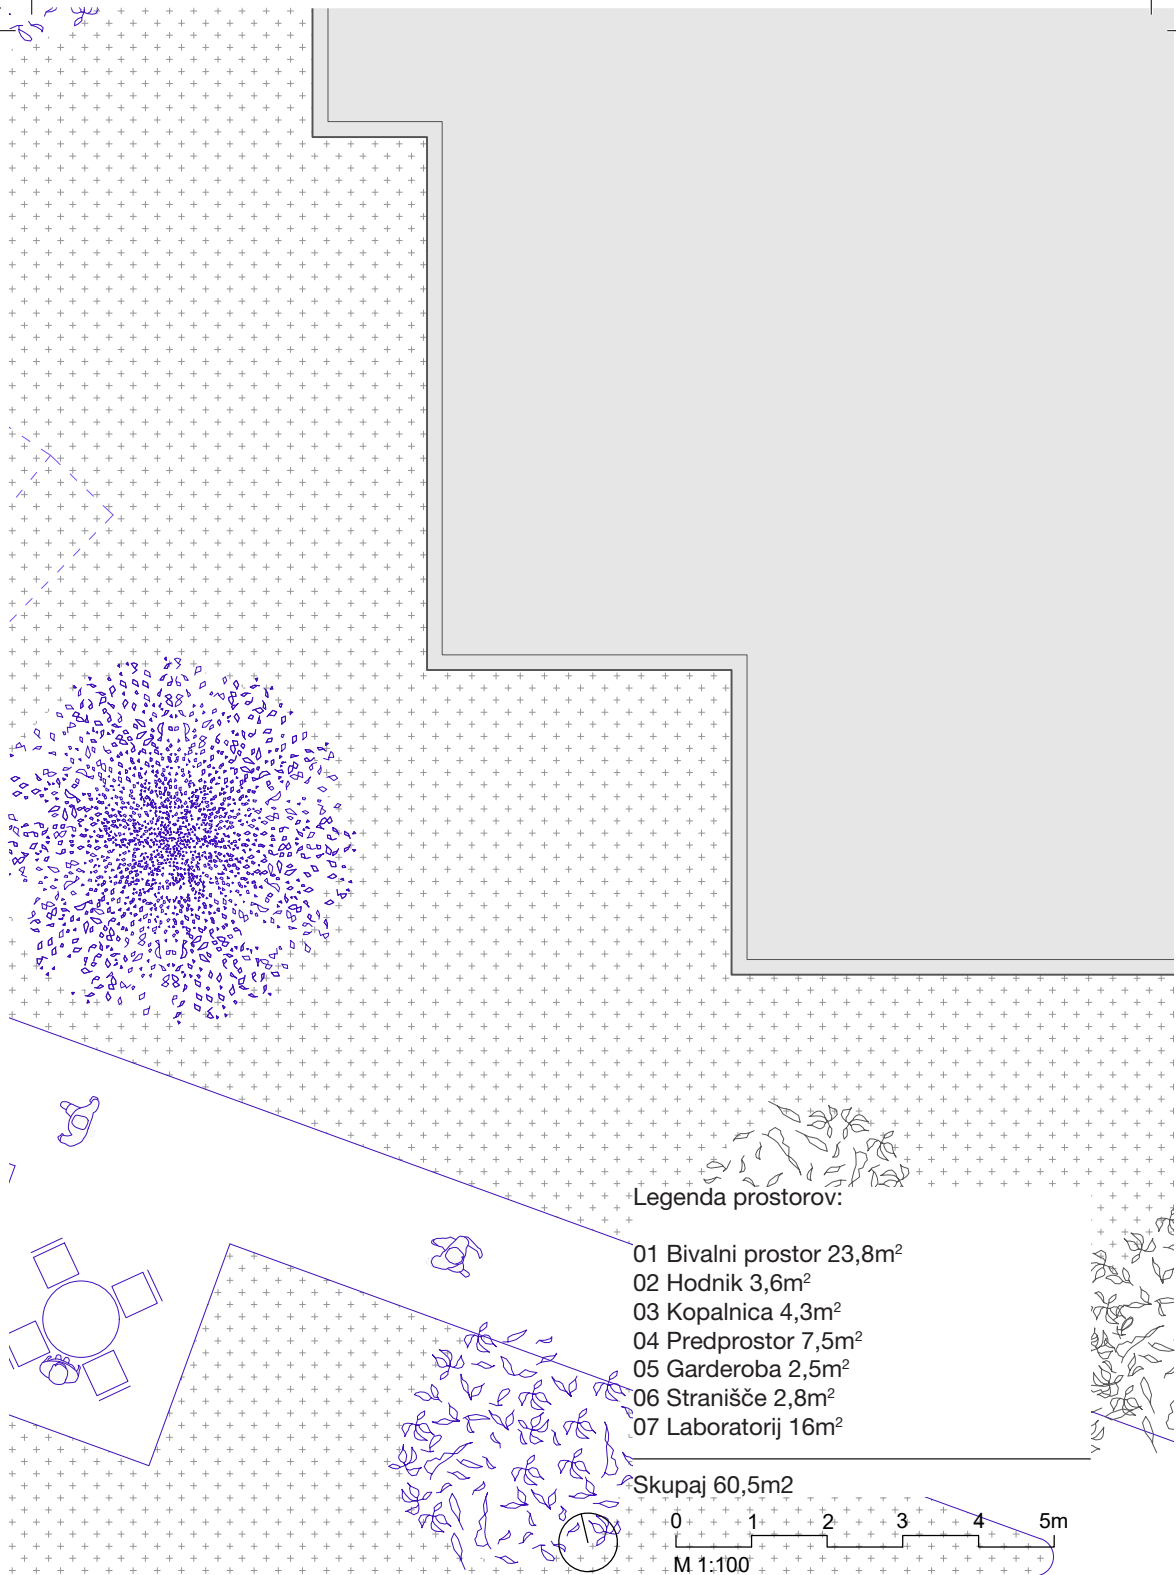 Legenda prostorov:
01 Bivalni prostor 23,8m²
02 Hodnik 3,6m²
03 Kopalnica 4,3m²
04 Predprostor 7,5m²
05 Garderoba 2,5m²
06 Stranišče 2,8m²
07 Laboratorij 16m²
Skupaj 60,5m2
0 1 2 3 4 5m
M 1:100